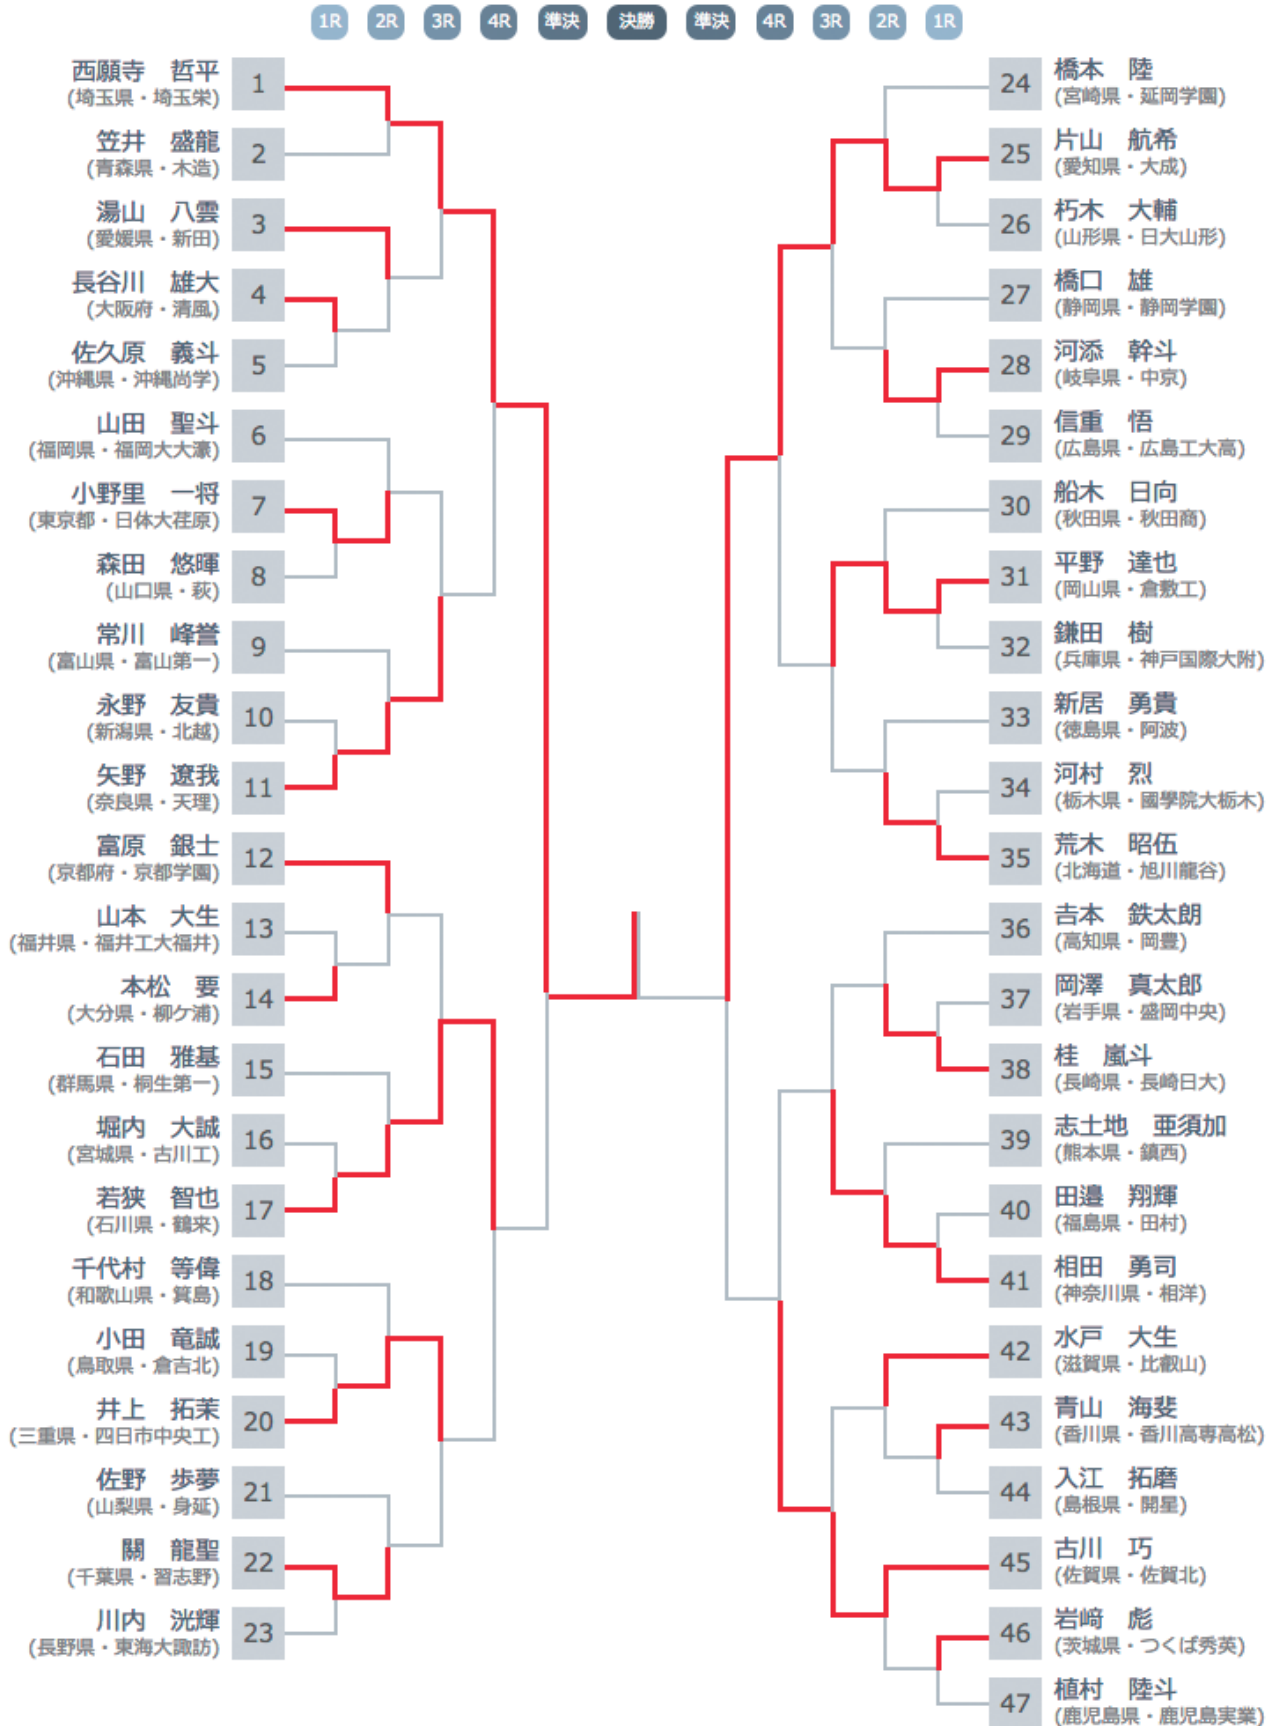 1R 2R 3R 4R 準決 決勝 準決 4R 3R 2R 1R
西願寺　哲平 1
(埼玉県・埼玉栄)
笠井　盛龍 2
(青森県・木造)
湯山　八雲 3
(愛媛県・新田)
長谷川　雄大 4
(大阪府・清風)
佐久原　義斗 5
(沖縄県・沖縄尚学)
山田　聖斗 6
(福岡県・福岡大大濠)
小野里　一将 7
(東京都・日体大荏原)
森田　悠暉 8
(山口県・萩)
常川　峰誉 9
(富山県・富山第一)
永野　友貴 10
(新潟県・北越)
矢野　遼我 11
(奈良県・天理)
富原　銀士 12
(京都府・京都学園)
山本　大生 13
(福井県・福井工大福井)
本松　要 14
(大分県・柳ケ浦)
石田　雅基 15
(群馬県・桐生第一)
堀内　大誠 16
(宮城県・古川工)
若狭　智也 17
(石川県・鶴来)
千代村　等偉 18
(和歌山県・箕島)
小田　竜誠 19
(鳥取県・倉吉北)
井上　拓茉 20
(三重県・四日市中央工)
佐野　歩夢 21
(山梨県・身延)
關　龍聖 22
(千葉県・習志野)
川内　洸輝 23
(長野県・東海大諏訪)
24 橋本　陸
(宮崎県・延岡学園)
25 片山　航希
(愛知県・大成)
26 朽木　大輔
(山形県・日大山形)
27 橋口　雄
(静岡県・静岡学園)
28 河添　幹斗
(岐阜県・中京)
29 信重　悟
(広島県・広島工大高)
30 船木　日向
(秋田県・秋田商)
31 平野　達也
(岡山県・倉敷工)
32 鎌田　樹
(兵庫県・神戸国際大附)
33 新居　勇貴
(徳島県・阿波)
34 河村　烈
(栃木県・國學院大栃木)
35 荒木　昭伍
(北海道・旭川龍谷)
36 吉本　鉄太朗
(高知県・岡豊)
37 岡澤　真太郎
(岩手県・盛岡中央)
38 桂　嵐斗
(長崎県・長崎日大)
39 志土地　亜須加
(熊本県・鎮西)
40 田邉　翔輝
(福島県・田村)
41 相田　勇司
(神奈川県・相洋)
42 水戸　大生
(滋賀県・比叡山)
43 青山　海斐
(香川県・香川高専高松)
44 入江　拓磨
(島根県・開星)
45 古川　巧
(佐賀県・佐賀北)
46 岩﨑　彪
(茨城県・つくば秀英)
47 植村　陸斗
(鹿児島県・鹿児島実業)